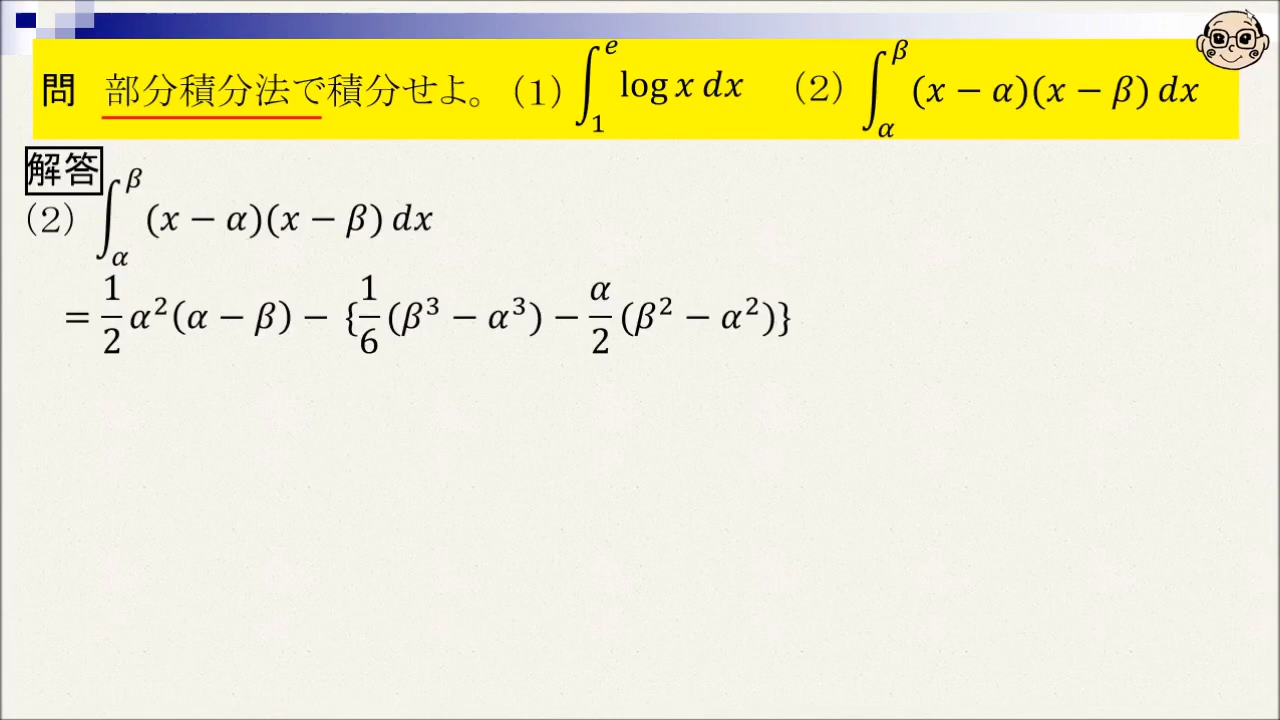 問 部分積分法で積分せよ。 (1) ∫₁ᵉ log x dx (2) ∫_α^β (x − α)(x − β) dx
解答
(2) ∫_α^β (x − α)(x − β) dx
= 1/2 α²(α − β) − {1/6 (β³ − α³) − α/2 (β² − α²)}